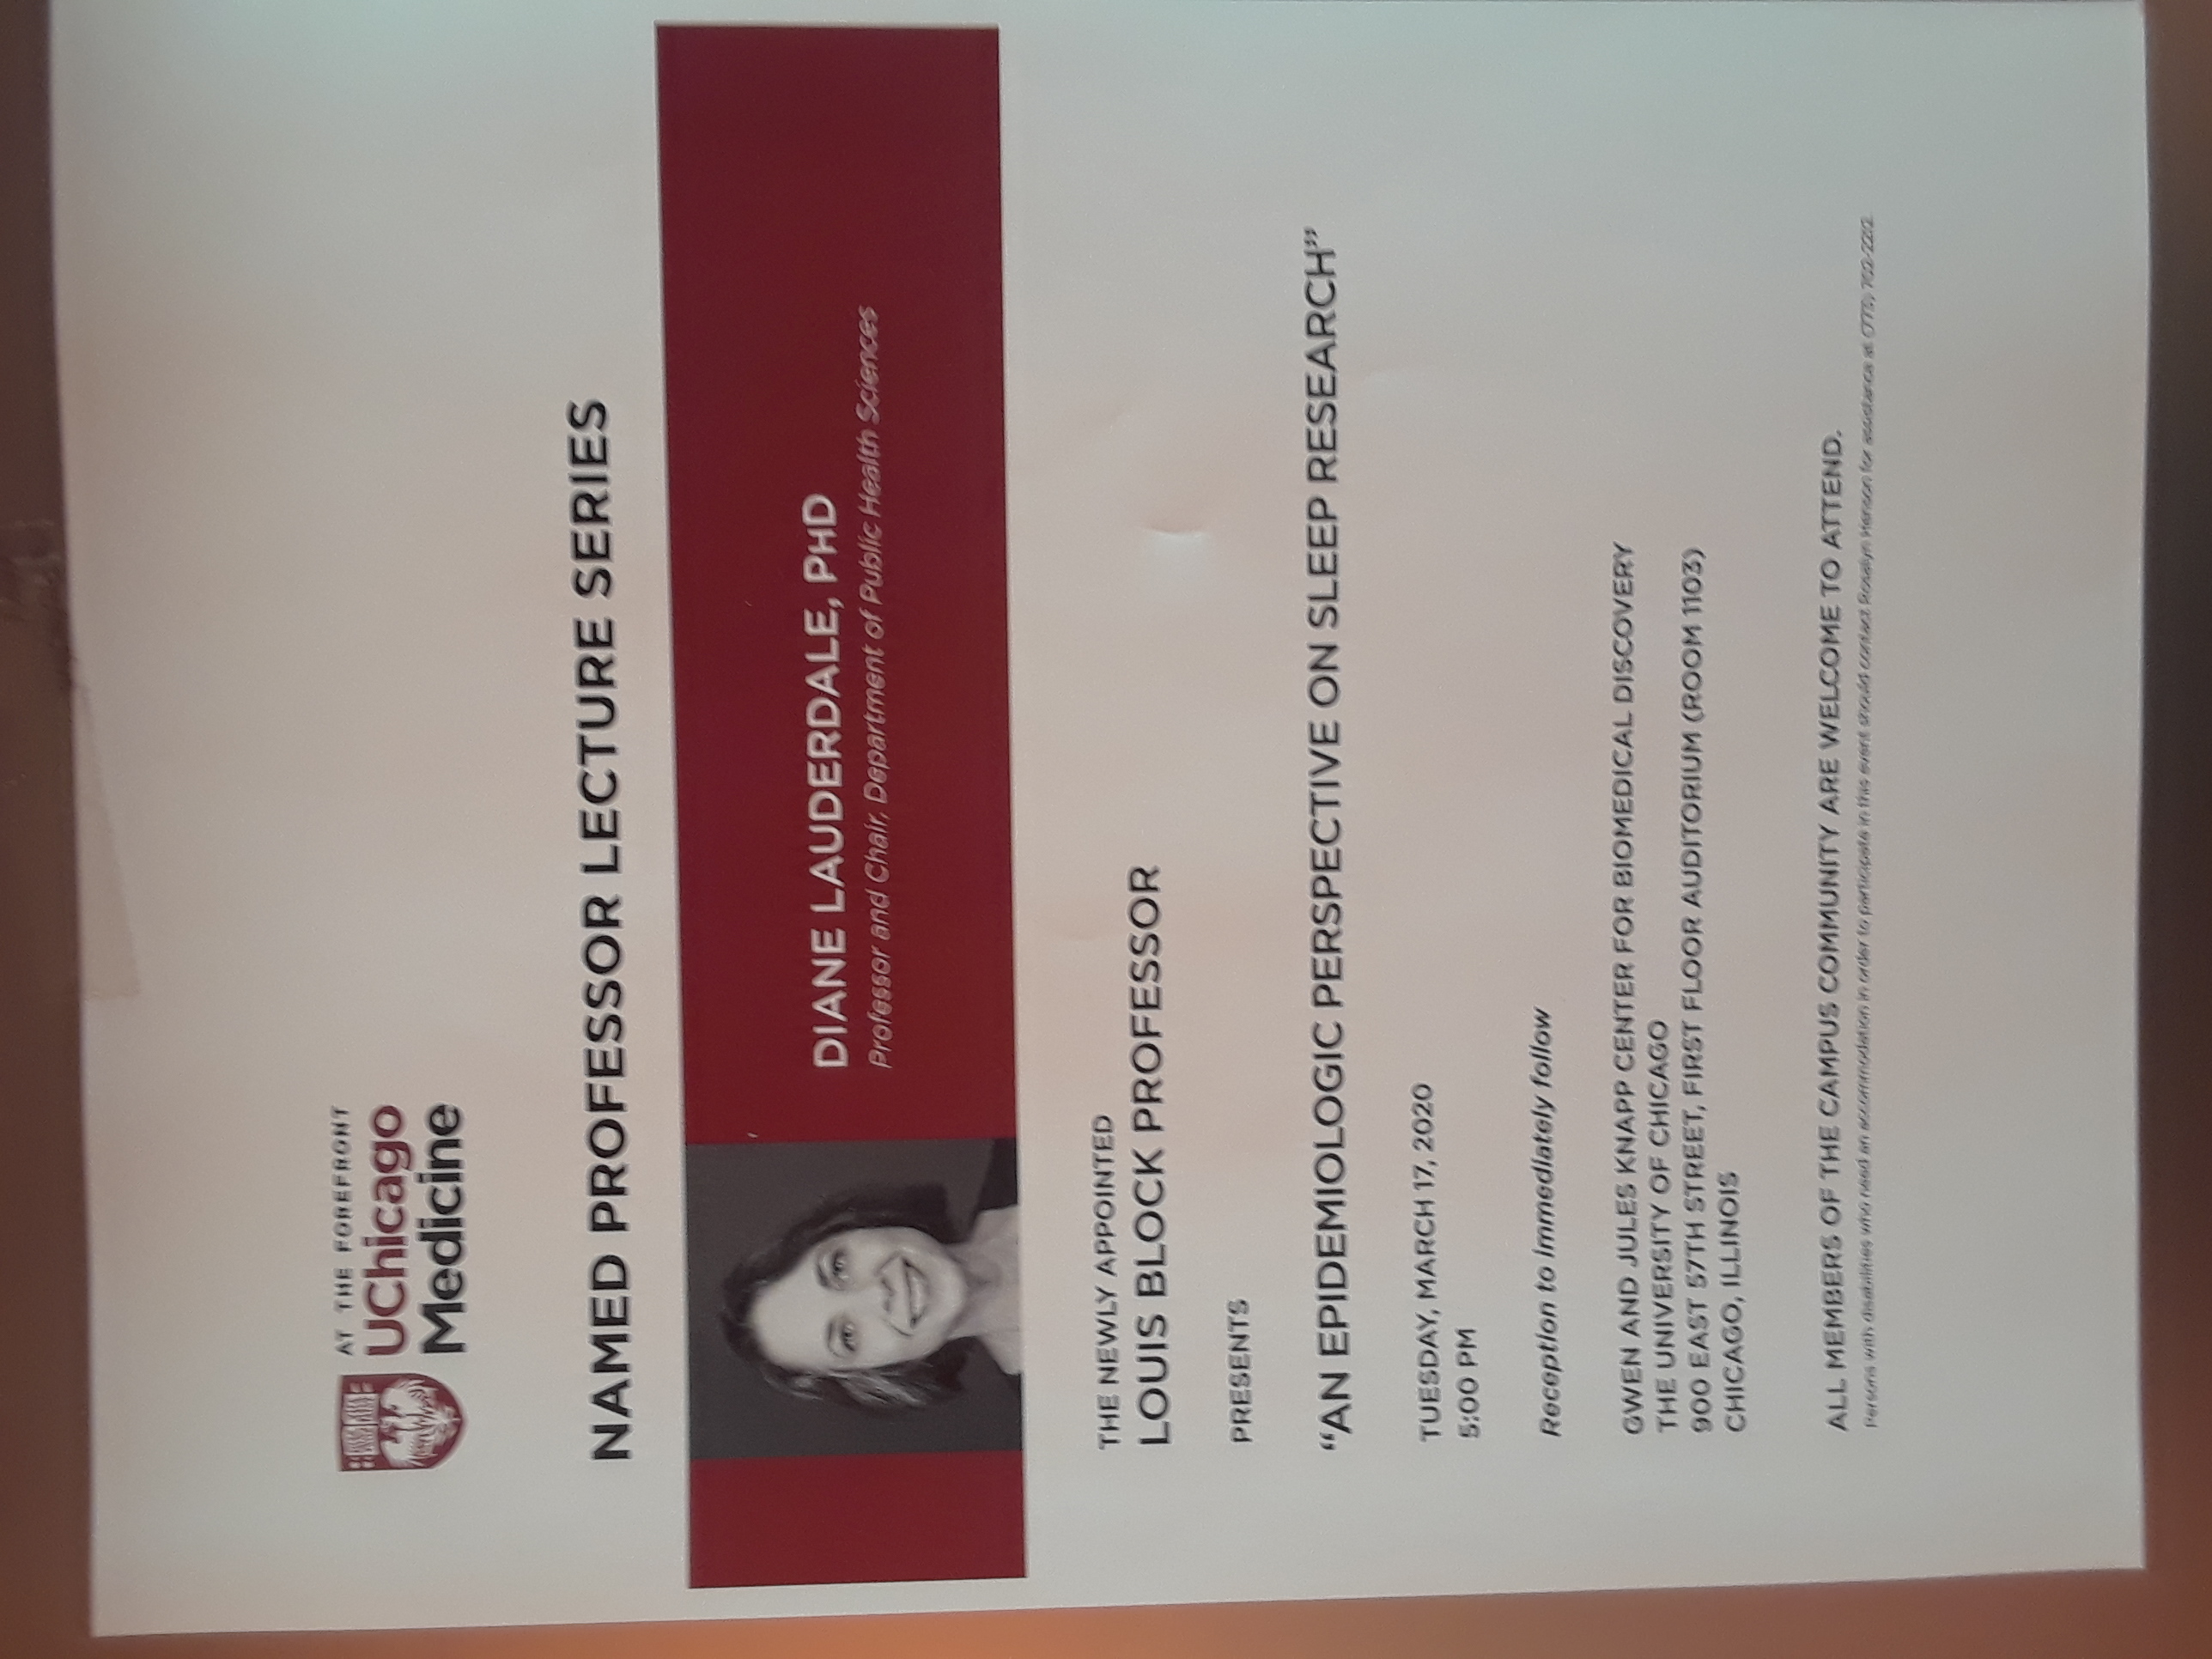 AT THE FOREFRONT
UChicago
Medicine
NAMED PROFESSOR LECTURE SERIES
DIANE LAUDERDALE, PHD
Professor and Chair, Department of Public Health Sciences
THE NEWLY APPOINTED
LOUIS BLOCK PROFESSOR
PRESENTS
“AN EPIDEMIOLOGIC PERSPECTIVE ON SLEEP RESEARCH”
TUESDAY, MARCH 17, 2020
5:00 PM
Reception to immediately follow
GWEN AND JULES KNAPP CENTER FOR BIOMEDICAL DISCOVERY
THE UNIVERSITY OF CHICAGO
900 EAST 57TH STREET, FIRST FLOOR AUDITORIUM (ROOM 1103)
CHICAGO, ILLINOIS
ALL MEMBERS OF THE CAMPUS COMMUNITY ARE WELCOME TO ATTEND.
Persons with disabilities who need an accommodation in order to participate in this event should contact Rosalyn for assistance at (773)